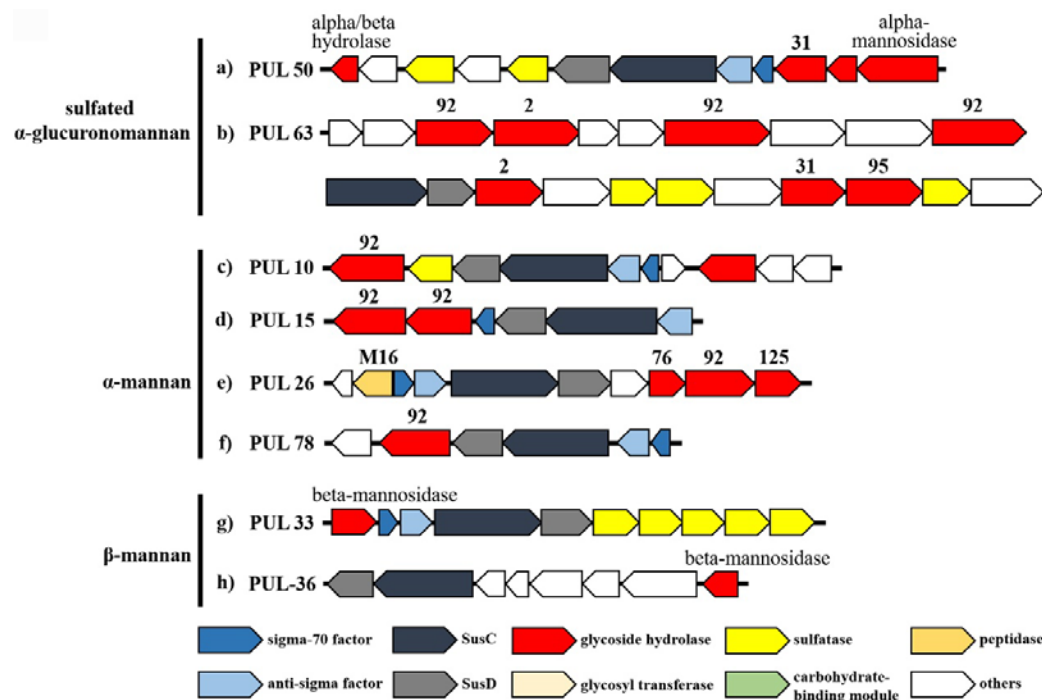 alpha/beta
hydrolase
31
alpha-
mannosidase
a) PUL 50
sulfated
α-glucuronomannan
92 2 92 92
b) PUL 63
2 31 95
92
c) PUL 10
92 92
d) PUL 15
α-mannan
M16 76 92 125
e) PUL 26
92
f) PUL 78
beta-mannosidase
g) PUL 33
β-mannan
beta-mannosidase
h) PUL-36
sigma-70 factor SusC glycoside hydrolase sulfatase peptidase
anti-sigma factor SusD glycosyl transferase carbohydrate-
binding module others